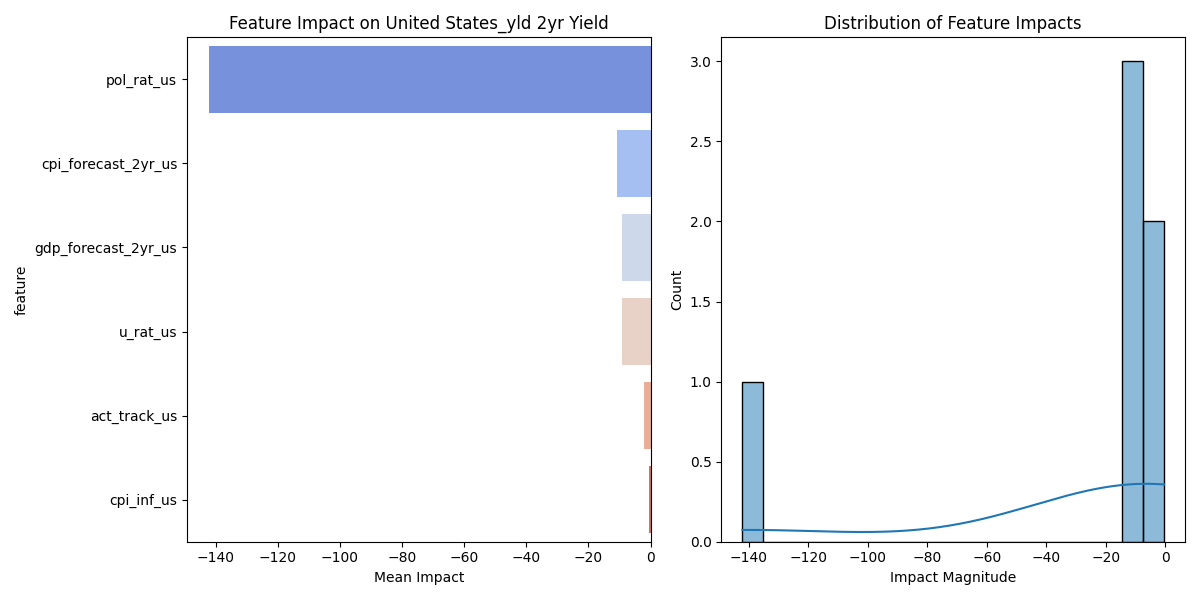 Feature Impact on United States_yld 2yr Yield
feature
pol_rat_us
cpi_forecast_2yr_us
gdp_forecast_2yr_us
u_rat_us
act_track_us
cpi_inf_us
−140 −120 −100 −80 −60 −40 −20 0
Mean Impact
Distribution of Feature Impacts
Count
3.0
2.5
2.0
1.5
1.0
0.5
0.0
−140 −120 −100 −80 −60 −40 −20 0
Impact Magnitude